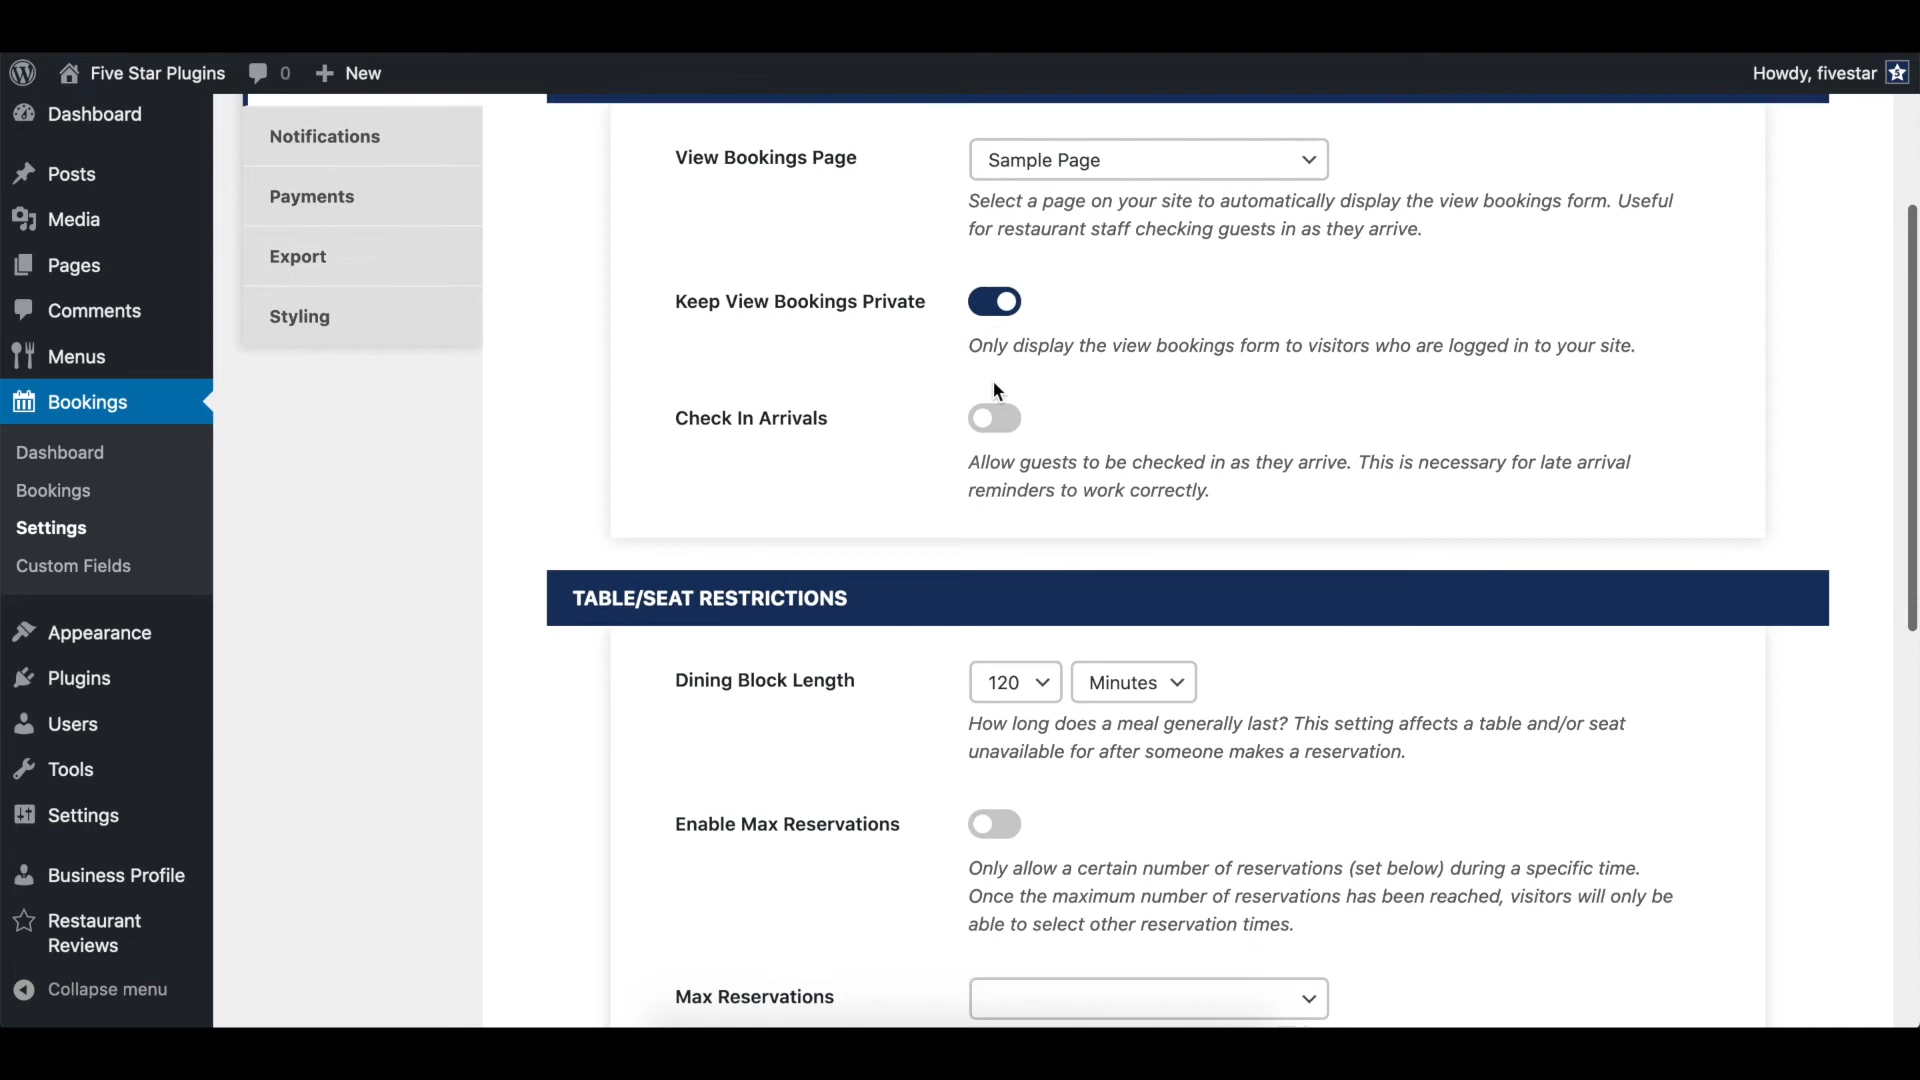 Five Star Plugins 0 New Howdy, fivestar
Dashboard
Posts
Media
Pages
Comments
Menus
Bookings
Dashboard
Bookings
Settings
Custom Fields
Appearance
Plugins
Users
Tools
Settings
Business Profile
Restaurant
Reviews
Collapse menu
Notifications
Payments
Export
Styling
View Bookings Page
Sample Page
Select a page on your site to automatically display the view bookings form. Useful
for restaurant staff checking guests in as they arrive.
Keep View Bookings Private
Only display the view bookings form to visitors who are logged in to your site.
Check In Arrivals
Allow guests to be checked in as they arrive. This is necessary for late arrival
reminders to work correctly.
TABLE/SEAT RESTRICTIONS
Dining Block Length
120 Minutes
How long does a meal generally last? This setting affects a table and/or seat
unavailable for after someone makes a reservation.
Enable Max Reservations
Only allow a certain number of reservations (set below) during a specific time.
Once the maximum number of reservations has been reached, visitors will only be
able to select other reservation times.
Max Reservations